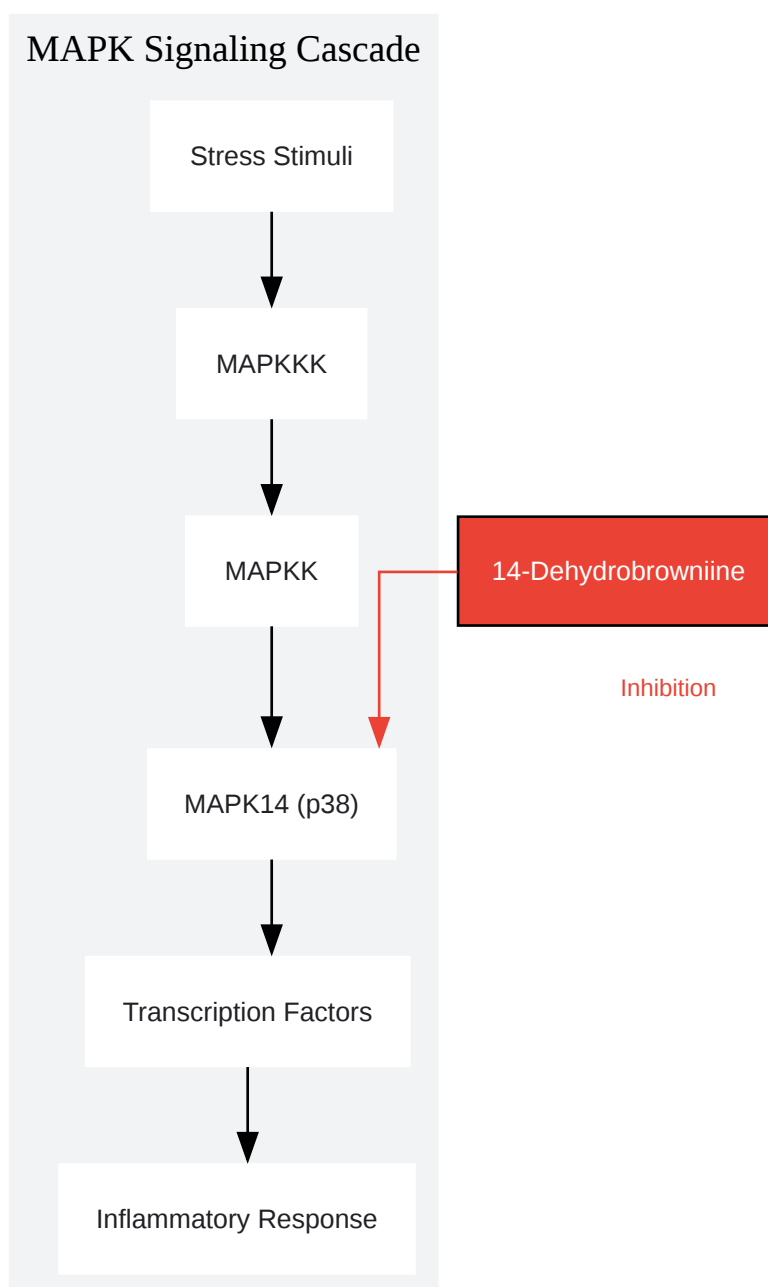 MAPK Signaling Cascade
Stress Stimuli
MAPKKK
MAPKK
14-Dehydrobrowniine
Inhibition
MAPK14 (p38)
Transcription Factors
Inflammatory Response